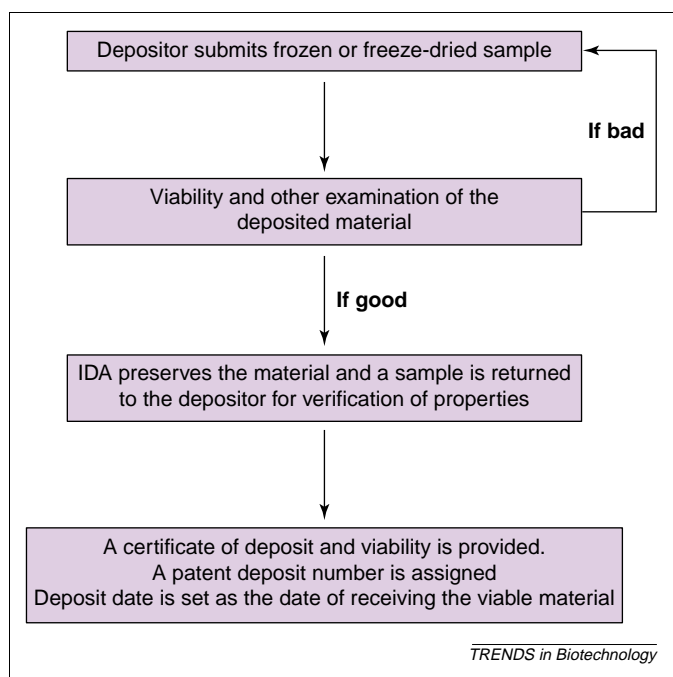 Depositor submits frozen or freeze-dried sample
If bad
Viability and other examination of the
deposited material
If good
IDA preserves the material and a sample is returned
to the depositor for verification of properties
A certificate of deposit and viability is provided.
A patent deposit number is assigned
Deposit date is set as the date of receiving the viable material
TRENDS in Biotechnology